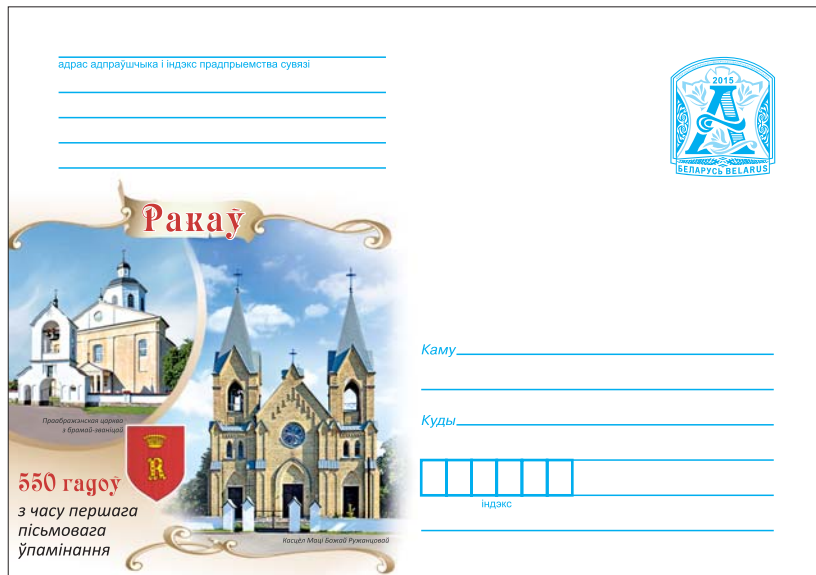 адрас адпраўшчыка і індэкс прадпрыемства сувязі
2015
А
БЕЛАРУСЬ BELARUS
Ракаў
Праабражэнская царква
з брамай-званіцай
R
550 гадоў
з часу першага
пісьмовага
ўпамінання
Касцёл Маці Божай Ружанцовай
Каму
Куды
індэкс